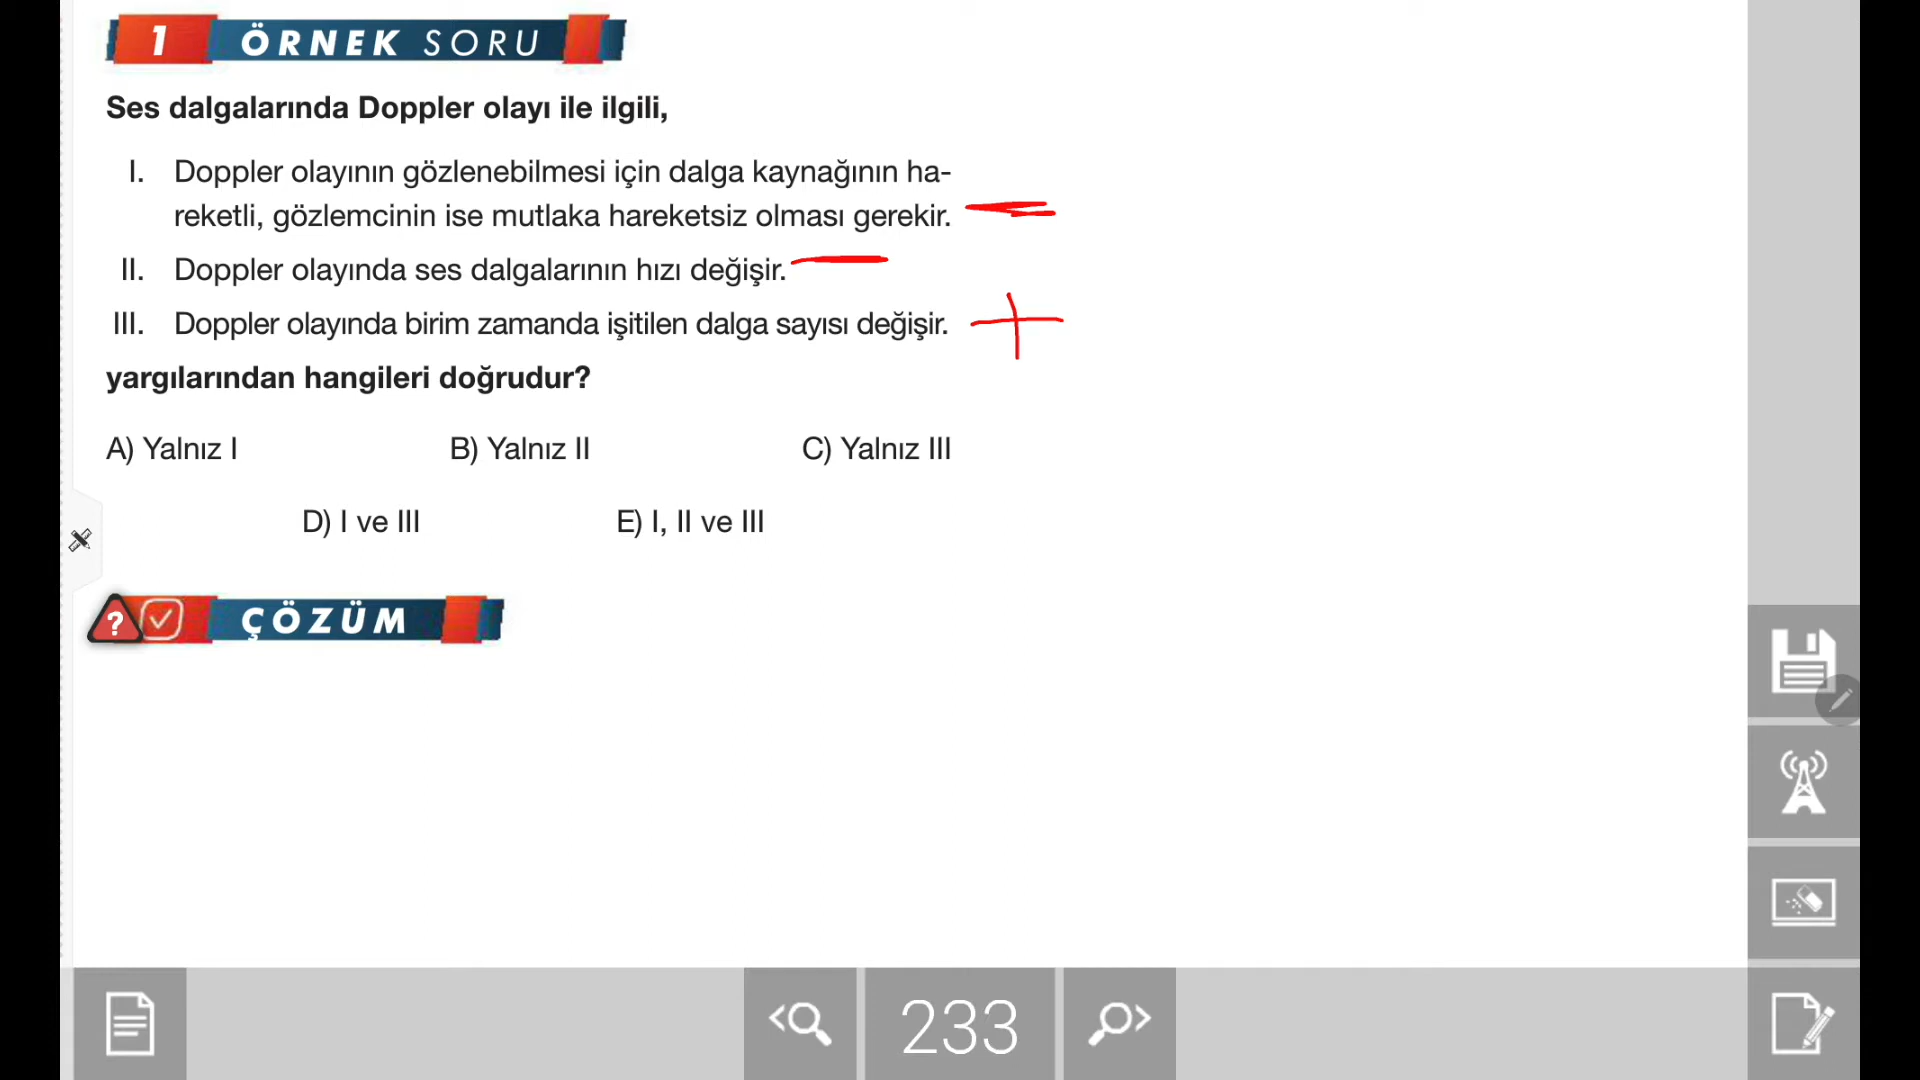 1 ÖRNEK SORU
Ses dalgalarında Doppler olayı ile ilgili,
I. Doppler olayının gözlenebilmesi için dalga kaynağının ha-
reketli, gözlemcinin ise mutlaka hareketsiz olması gerekir.
II. Doppler olayında ses dalgalarının hızı değişir.
III. Doppler olayında birim zamanda işitilen dalga sayısı değişir.
yargılarından hangileri doğrudur?
A) Yalnız I B) Yalnız II C) Yalnız III
D) I ve III E) I, II ve III
? ÇÖZÜM
233